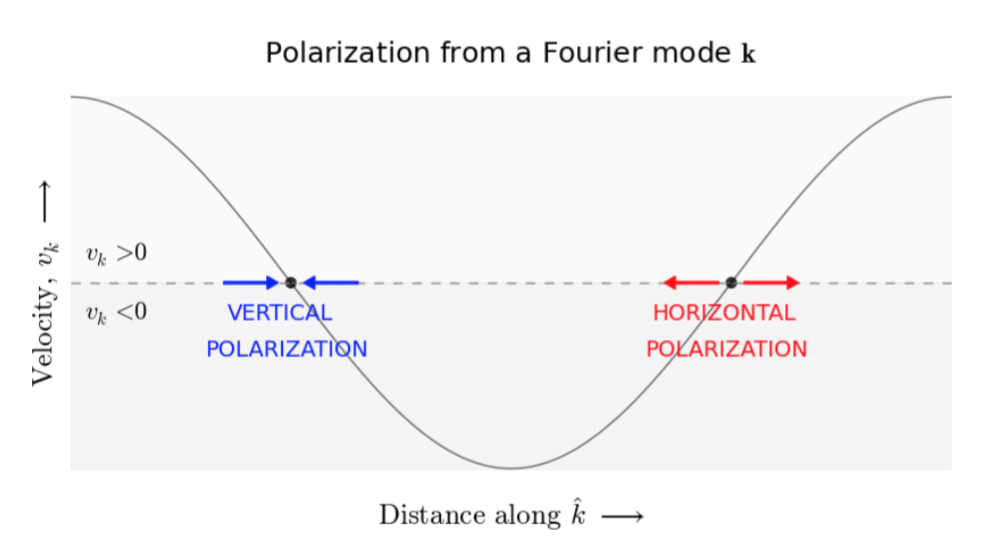 Polarization from a Fourier mode k
Velocity, v_k ⟶
v_k >0
v_k <0
VERTICAL
POLARIZATION
HORIZONTAL
POLARIZATION
Distance along k̂ ⟶